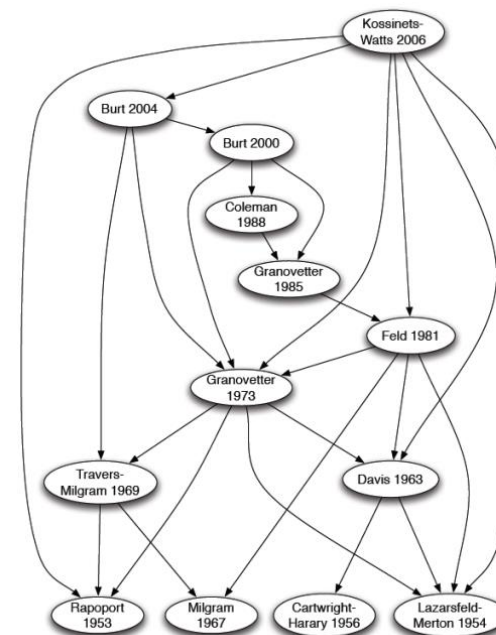 Kossinets-
Watts 2006
Burt 2004
Burt 2000
Coleman
1988
Granovetter
1985
Feld 1981
Granovetter
1973
Travers-
Milgram 1969
Davis 1963
Rapoport
1953
Milgram
1967
Cartwright-
Harary 1956
Lazarsfeld-
Merton 1954